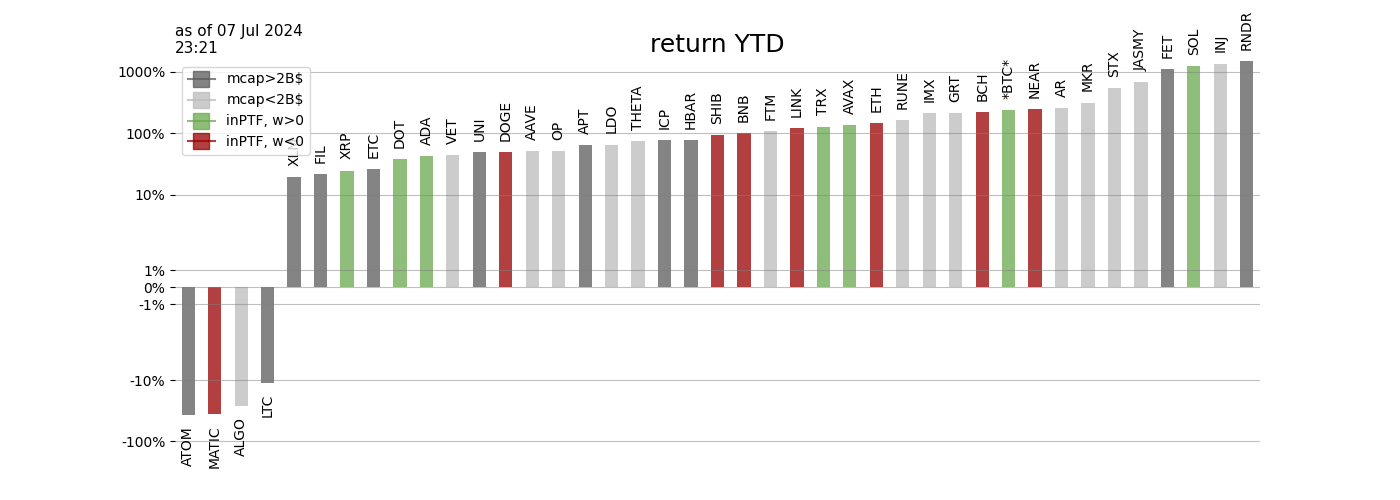 as of 07 Jul 2024
23:21
return YTD
mcap>2B$
mcap<2B$
inPTF, w>0
inPTF, w<0
1000%
100%
10%
1%
0%
-1%
-10%
-100%
ATOM
MATIC
ALGO
LTC
FIL
XRP
ETC
DOT
ADA
VET
UNI
DOGE
AAVE
OP
APT
LDO
THETA
ICP
HBAR
SHIB
BNB
FTM
LINK
TRX
AVAX
ETH
RUNE
IMX
GRT
BCH
*BTC*
NEAR
AR
MKR
STX
JASMY
FET
SOL
INJ
RNDR